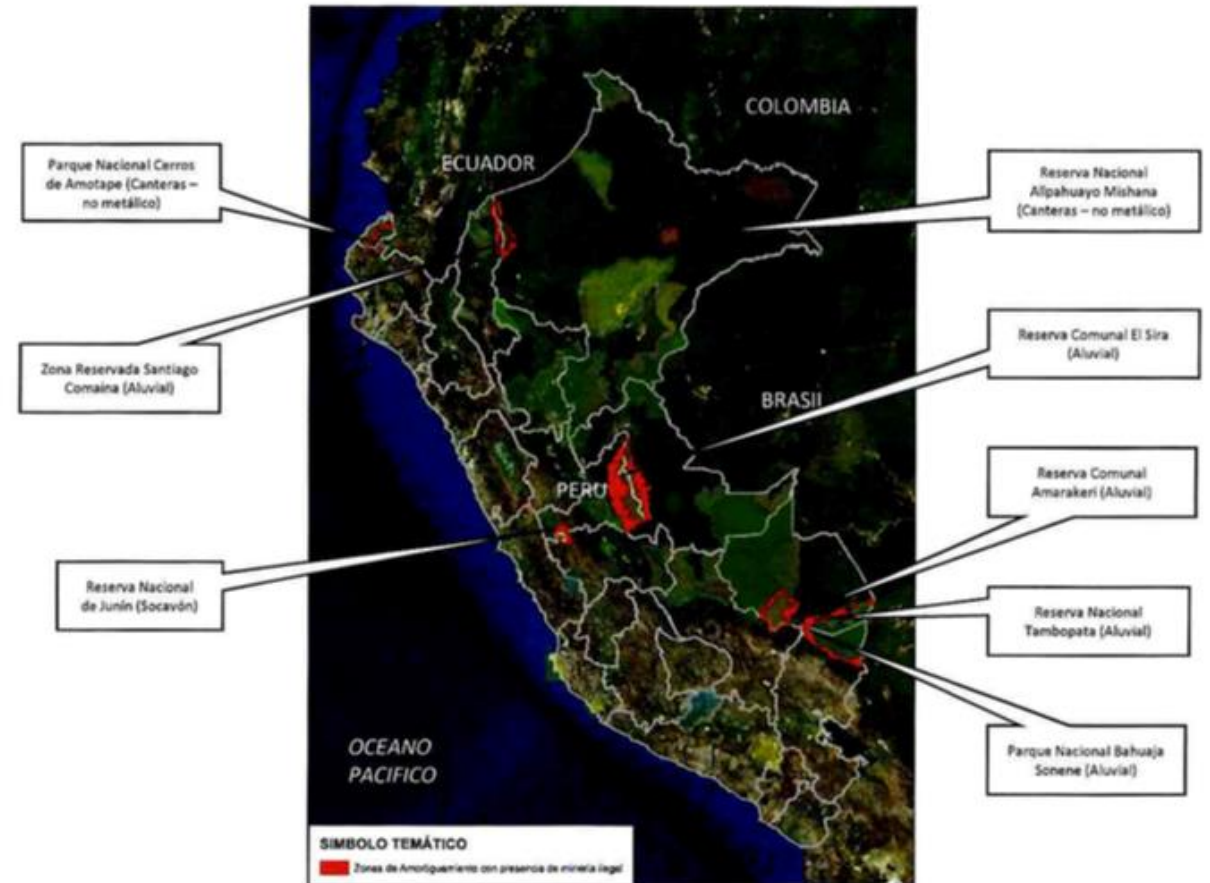 COLOMBIA
ECUADOR
Parque Nacional Cerros
de Amotape (Canteras –
no metálico)
Reserva Nacional
Allpahuayo Mishana
(Canteras – no metálico)
Zona Reservada Santiago
Comaina (Aluvial)
Reserva Comunal El Sira
(Aluvial)
BRASIL
Reserva Comunal
Amarakeri (Aluvial)
PERU
Reserva Nacional
de Junín (Socavón)
Reserva Nacional
Tambopata (Aluvial)
Parque Nacional Bahuaja
Sonene (Aluvial)
OCEANO
PACIFICO
SIMBOLO TEMÁTICO
Zonas de Amortiguamiento con presencia de minería ilegal